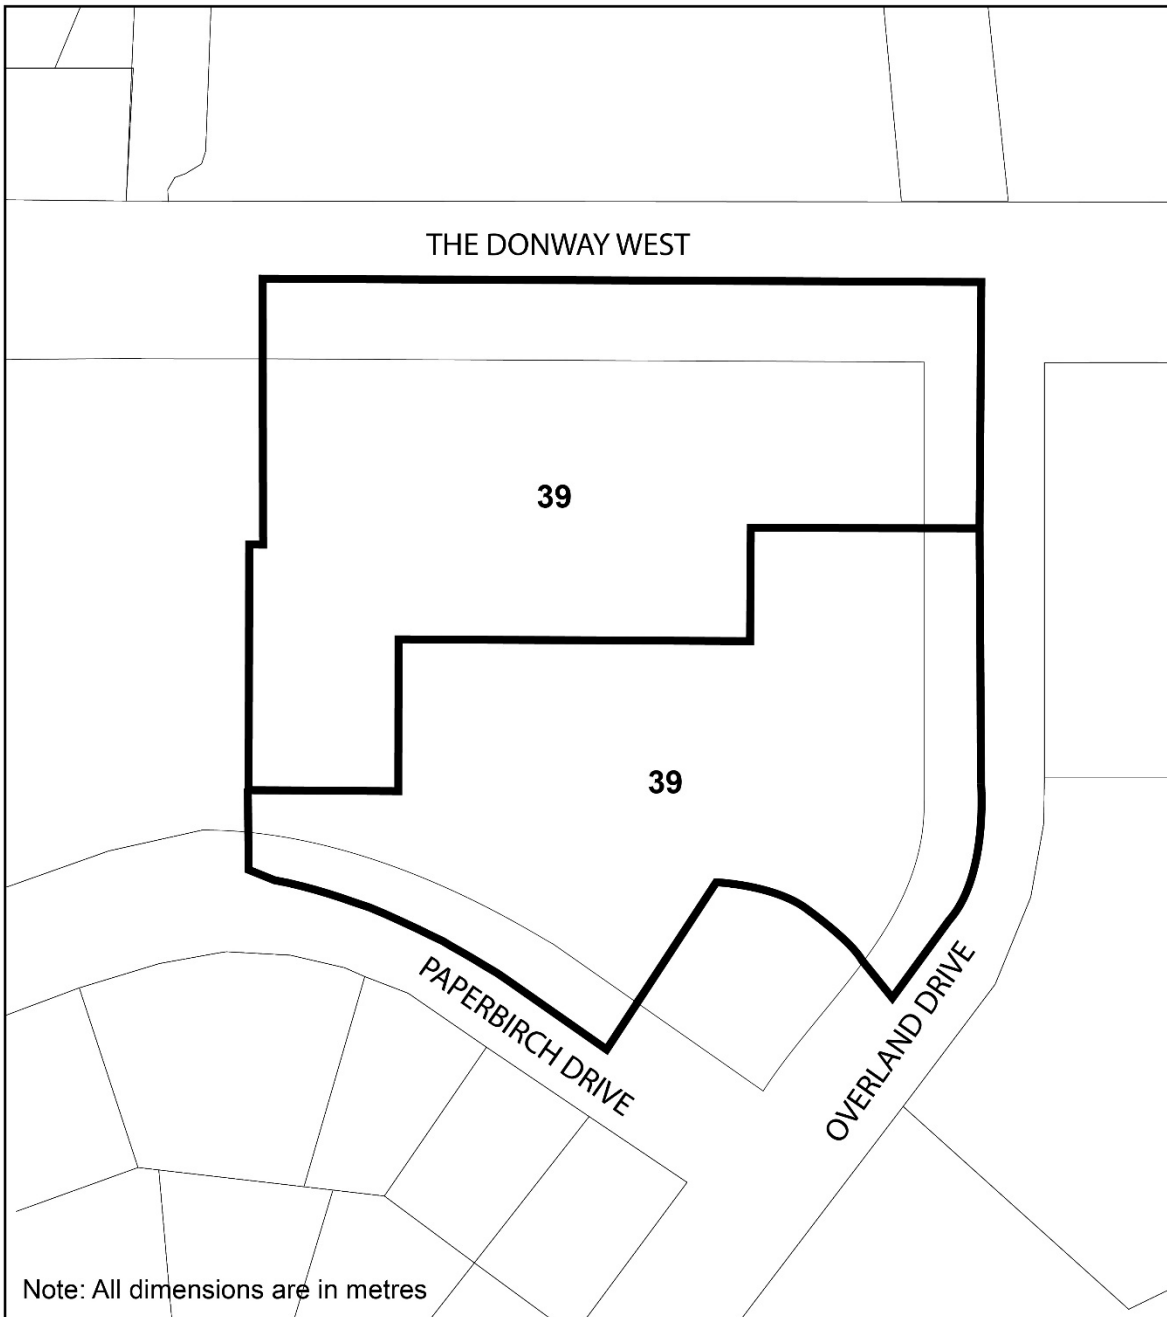 THE DONWAY WEST
39
39
PAPERBIRCH DRIVE
OVERLAND DRIVE
Note: All dimensions are in metres